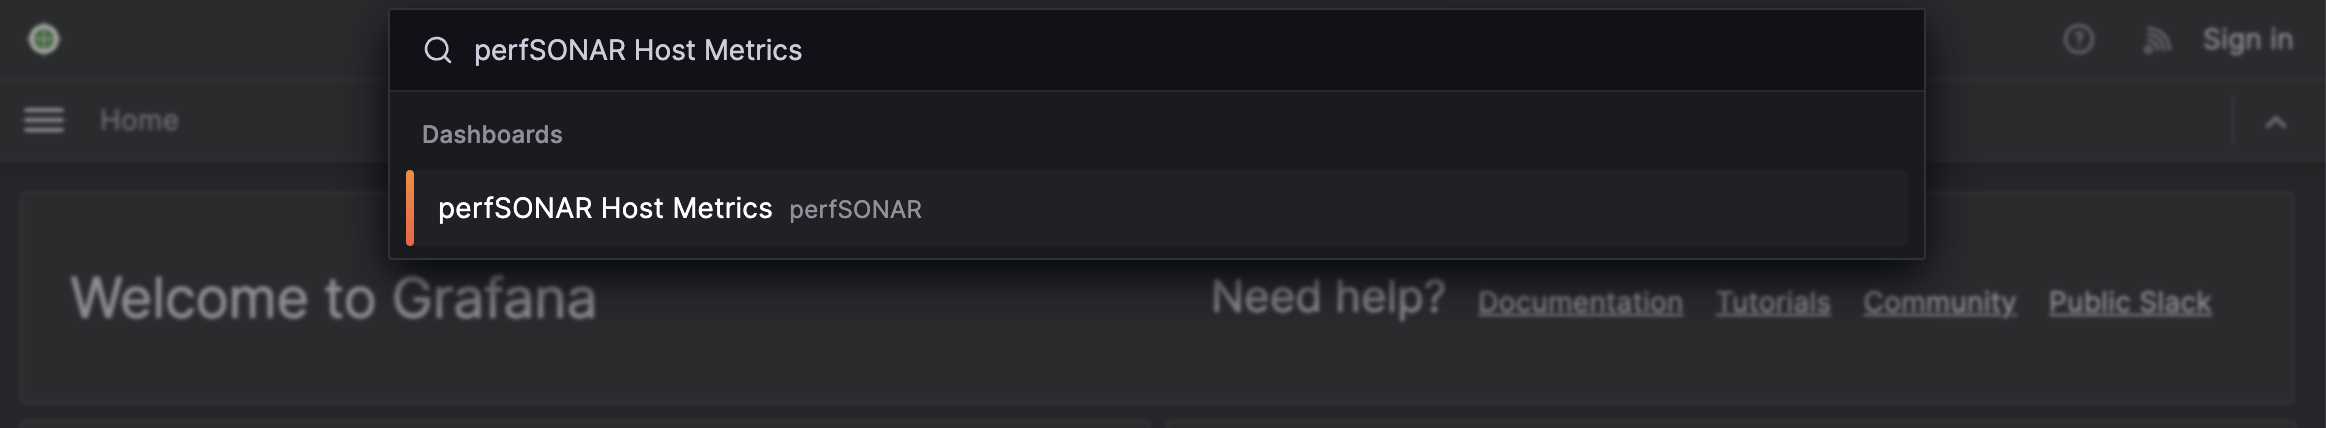 perfSONAR Host Metrics
Sign in
Home
Dashboards
perfSONAR Host Metrics perfSONAR
Welcome to Grafana
Need help? Documentation Tutorials Community Public Slack